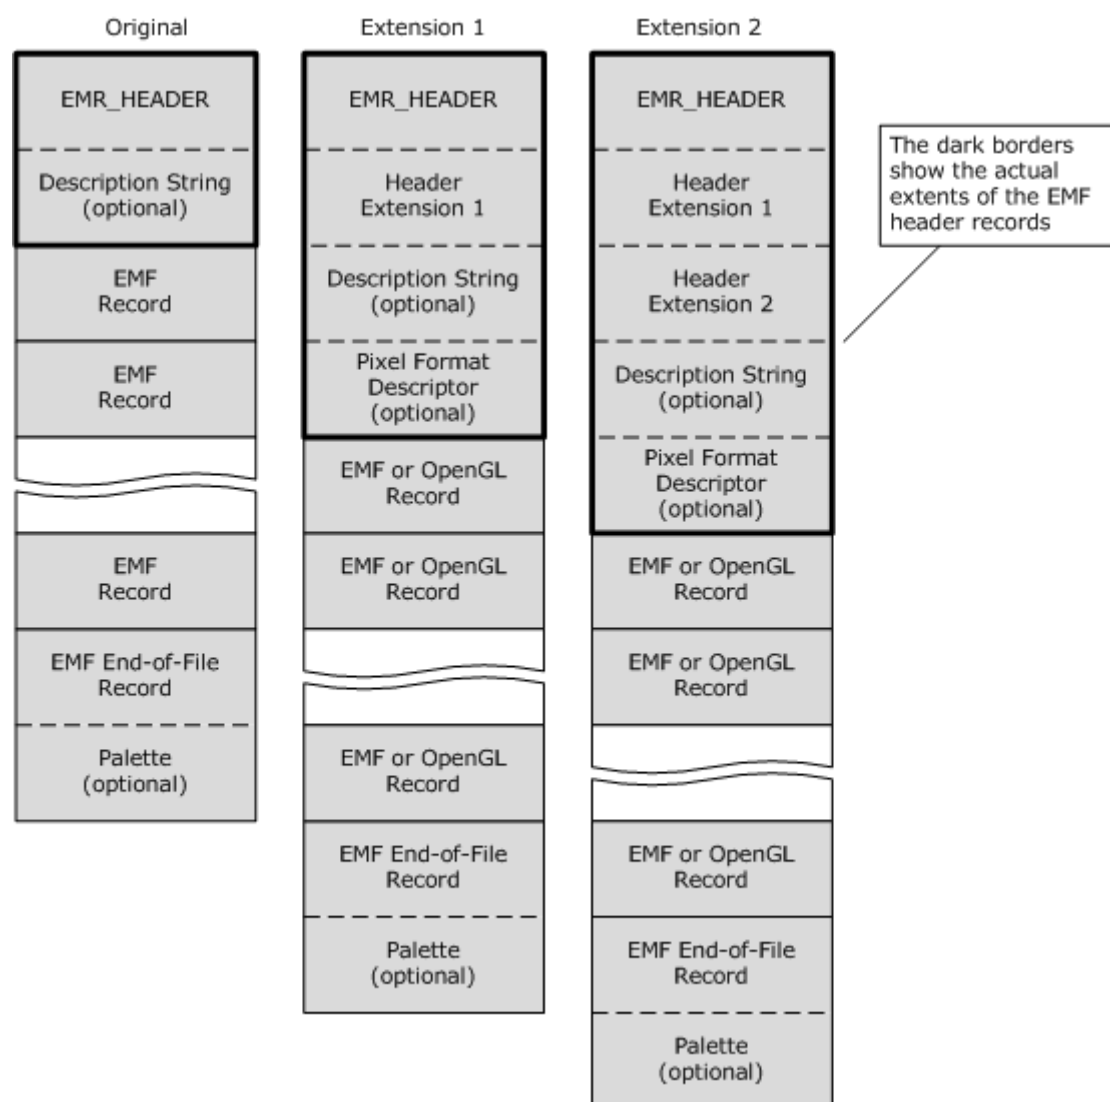 Original
EMR_HEADER
Description String
(optional)
EMF
Record
EMF
Record
EMF
Record
EMF End-of-File
Record
Palette
(optional)
Extension 1
EMR_HEADER
Header
Extension 1
Description String
(optional)
Pixel Format
Descriptor
(optional)
EMF or OpenGL
Record
EMF or OpenGL
Record
EMF or OpenGL
Record
EMF End-of-File
Record
Palette
(optional)
Extension 2
EMR_HEADER
Header
Extension 1
Header
Extension 2
Description String
(optional)
Pixel Format
Descriptor
(optional)
EMF or OpenGL
Record
EMF or OpenGL
Record
EMF or OpenGL
Record
EMF End-of-File
Record
Palette
(optional)
The dark borders
show the actual
extents of the EMF
header records